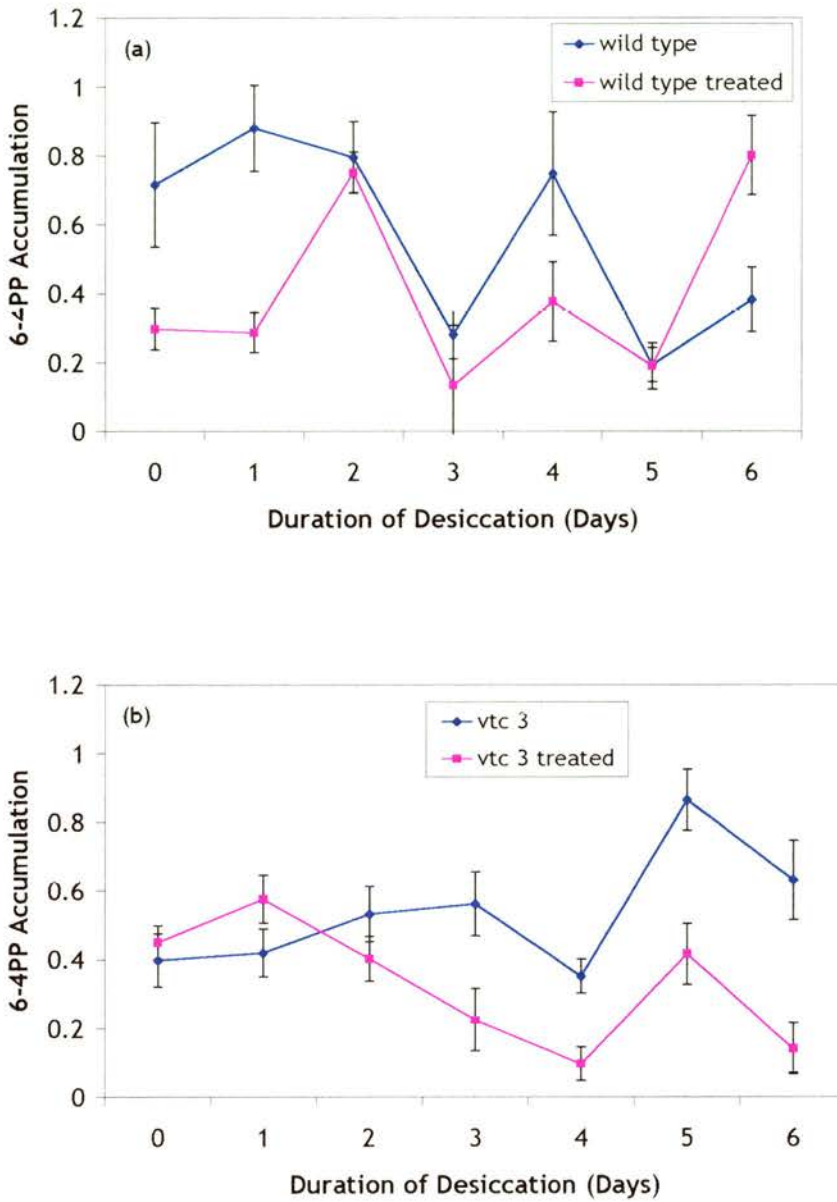 1.2
(a)
wild type
wild type treated
1
0.8
0.6
0.4
0.2
0
6-4PP Accumulation
0 1 2 3 4 5 6
Duration of Desiccation (Days)
1.2
(b)
vtc 3
vtc 3 treated
1
0.8
0.6
0.4
0.2
0
6-4PP Accumulation
0 1 2 3 4 5 6
Duration of Desiccation (Days)